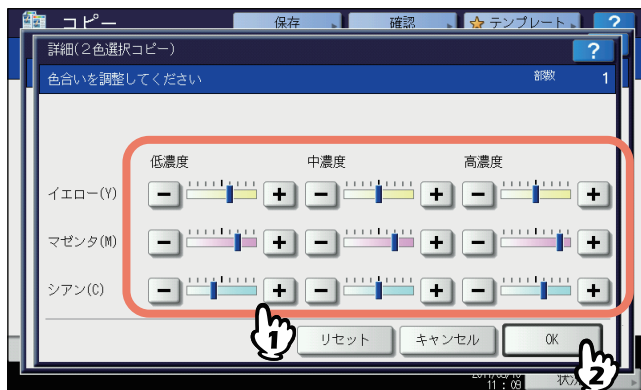 コピー 保存 確認 テンプレート ?
詳細(2色選択コピー) ?
色合いを調整してください 部数 1
低濃度 中濃度 高濃度
イエロー(Y) − + − + − +
マゼンタ(M) − + − + − +
シアン(C) − + − + − +
1
リセット キャンセル OK
2
11:09